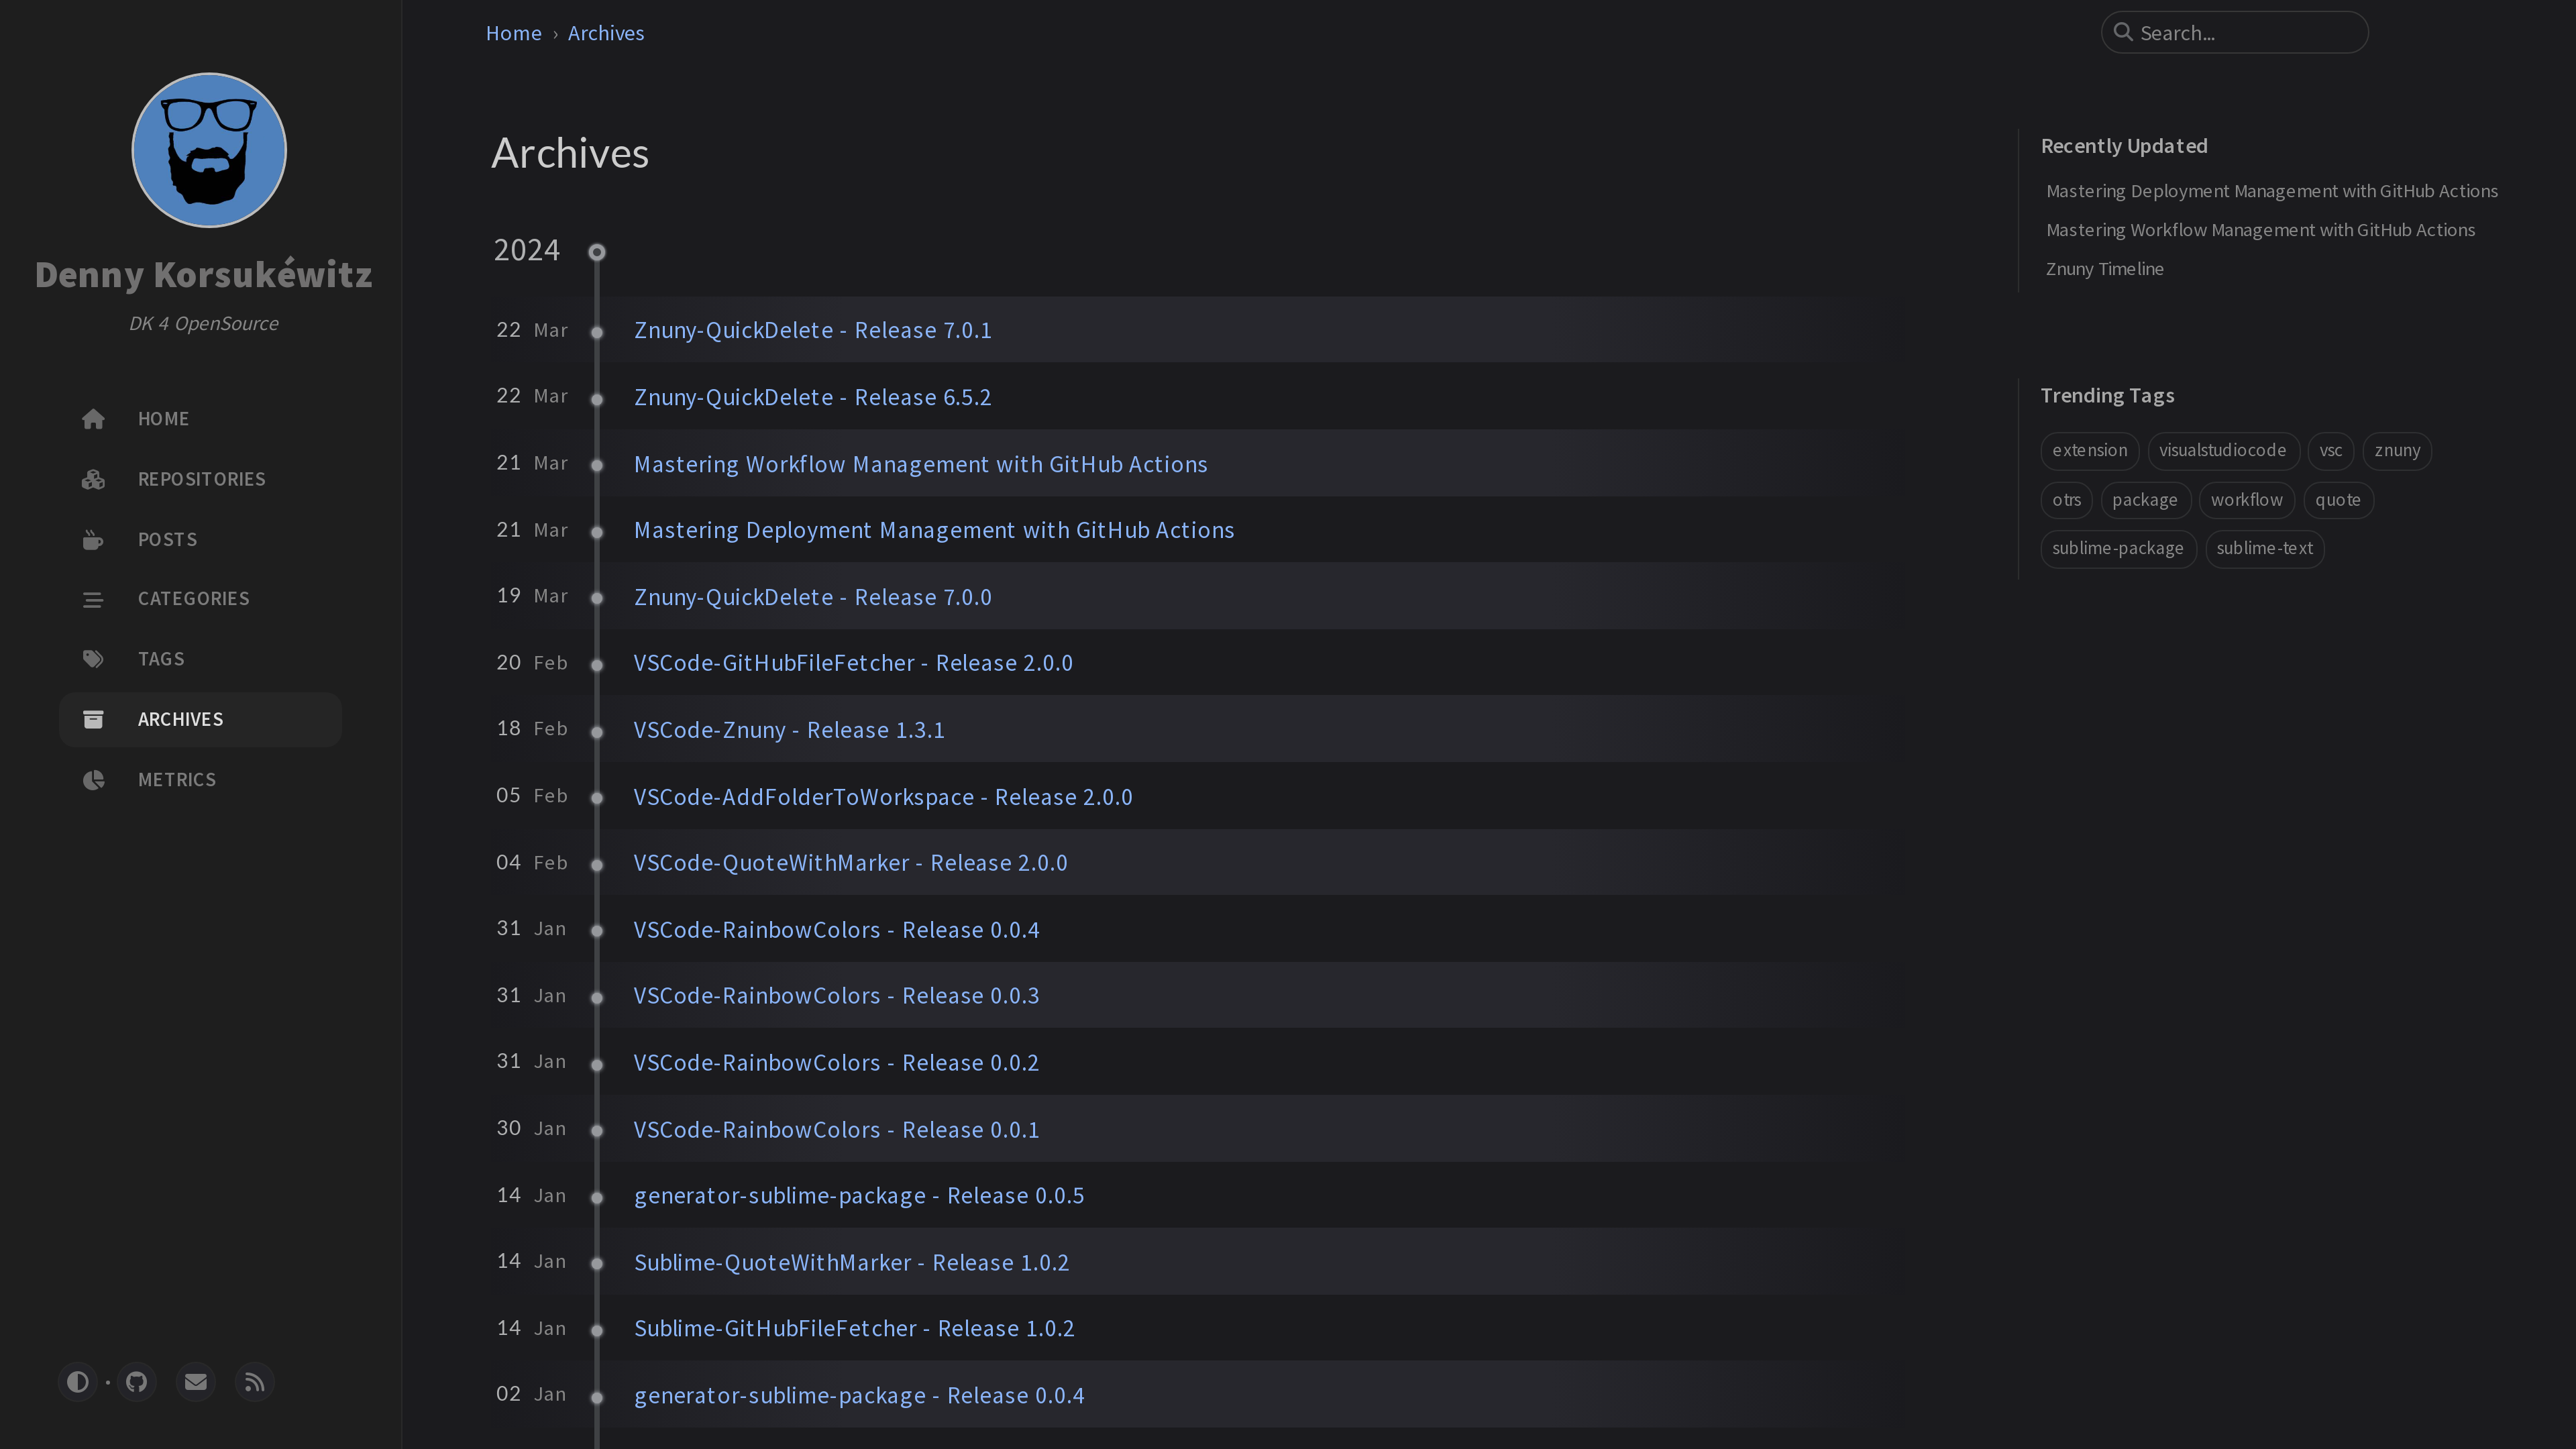 Denny Korsukéwitz
DK 4 OpenSource
HOME
REPOSITORIES
POSTS
CATEGORIES
TAGS
ARCHIVES
METRICS
Home › Archives
Search...
Archives
2024
22 Mar Znuny-QuickDelete - Release 7.0.1
22 Mar Znuny-QuickDelete - Release 6.5.2
21 Mar Mastering Workflow Management with GitHub Actions
21 Mar Mastering Deployment Management with GitHub Actions
19 Mar Znuny-QuickDelete - Release 7.0.0
20 Feb VSCode-GitHubFileFetcher - Release 2.0.0
18 Feb VSCode-Znuny - Release 1.3.1
05 Feb VSCode-AddFolderToWorkspace - Release 2.0.0
04 Feb VSCode-QuoteWithMarker - Release 2.0.0
31 Jan VSCode-RainbowColors - Release 0.0.4
31 Jan VSCode-RainbowColors - Release 0.0.3
31 Jan VSCode-RainbowColors - Release 0.0.2
30 Jan VSCode-RainbowColors - Release 0.0.1
14 Jan generator-sublime-package - Release 0.0.5
14 Jan Sublime-QuoteWithMarker - Release 1.0.2
14 Jan Sublime-GitHubFileFetcher - Release 1.0.2
02 Jan generator-sublime-package - Release 0.0.4
Recently Updated
Mastering Deployment Management with GitHub Actions
Mastering Workflow Management with GitHub Actions
Znuny Timeline
Trending Tags
extension visualstudiocode vsc znuny
otrs package workflow quote
sublime-package sublime-text